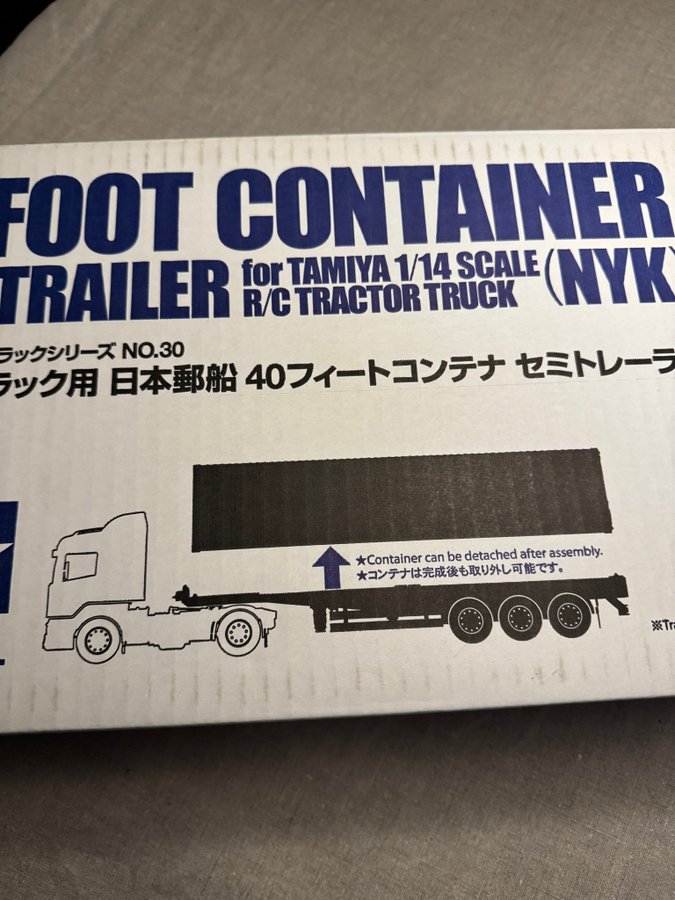 FOOT CONTAINER
TRAILER for TAMIYA 1/14 SCALE R/C TRACTOR TRUCK (NYK)
ラックシリーズ NO.30
ラック用 日本郵船 40フィートコンテナ セミトレーラ
★Container can be detached after assembly.
★コンテナは完成後も取り外し可能です。
※Tra